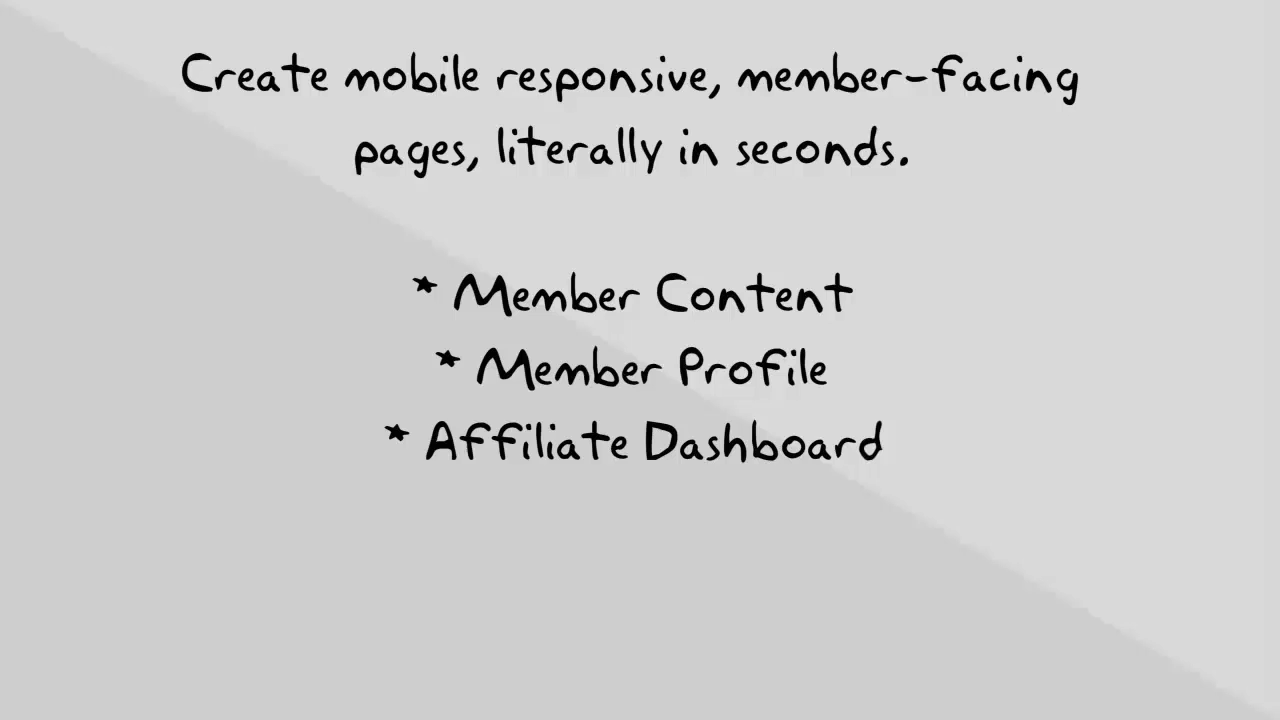 Create mobile responsive, member-facing
pages, literally in seconds.
* Member Content
* Member Profile
* Affiliate Dashboard